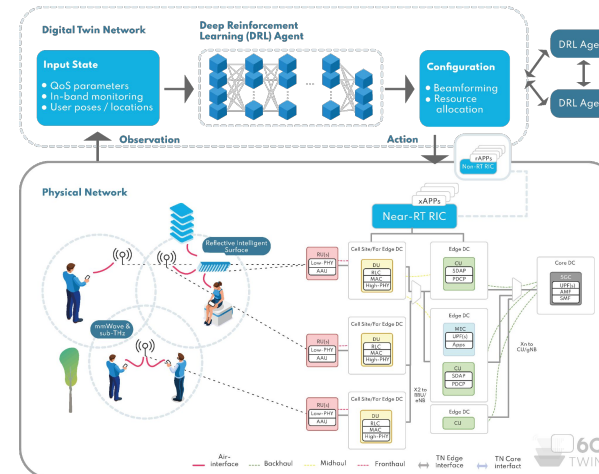 Digital Twin Network
Deep Reinforcement
Learning (DRL) Agent
Input State
• QoS parameters
• In-band monitoring
• User poses / locations
Configuration
• Beamforming
• Resource
allocation
DRL Age
DRL Age
Observation
Action
rAPPs
Non-RT RIC
Physical Network
xAPPs
Near-RT RIC
Reflective Intelligent
Surface
mmWave &
sub-THz
RU(s)
Low-PHY
AAU
Cell Site/Far Edge DC
DU
RLC
MAC
High-PHY
Edge DC
CU
SDAP
PDCP
Core DC
5GC
UPF(s)
AMF
SMF
RU(s)
Low-PHY
AAU
Cell Site/Far Edge DC
DU
RLC
MAC
High-PHY
Edge DC
MEC
UPF(s)
Apps
CU
SDAP
PDCP
Xn to
CU/gNB
X2 to
RRU/
eNB
RU(s)
Low-PHY
AAU
Cell Site/Far Edge DC
DU
RLC
MAC
High-PHY
Edge DC
CU
Air-
interface
Backhaul
Midhaul
Fronthaul
TN Edge
interface
TN Core
interface
6G
TWIN